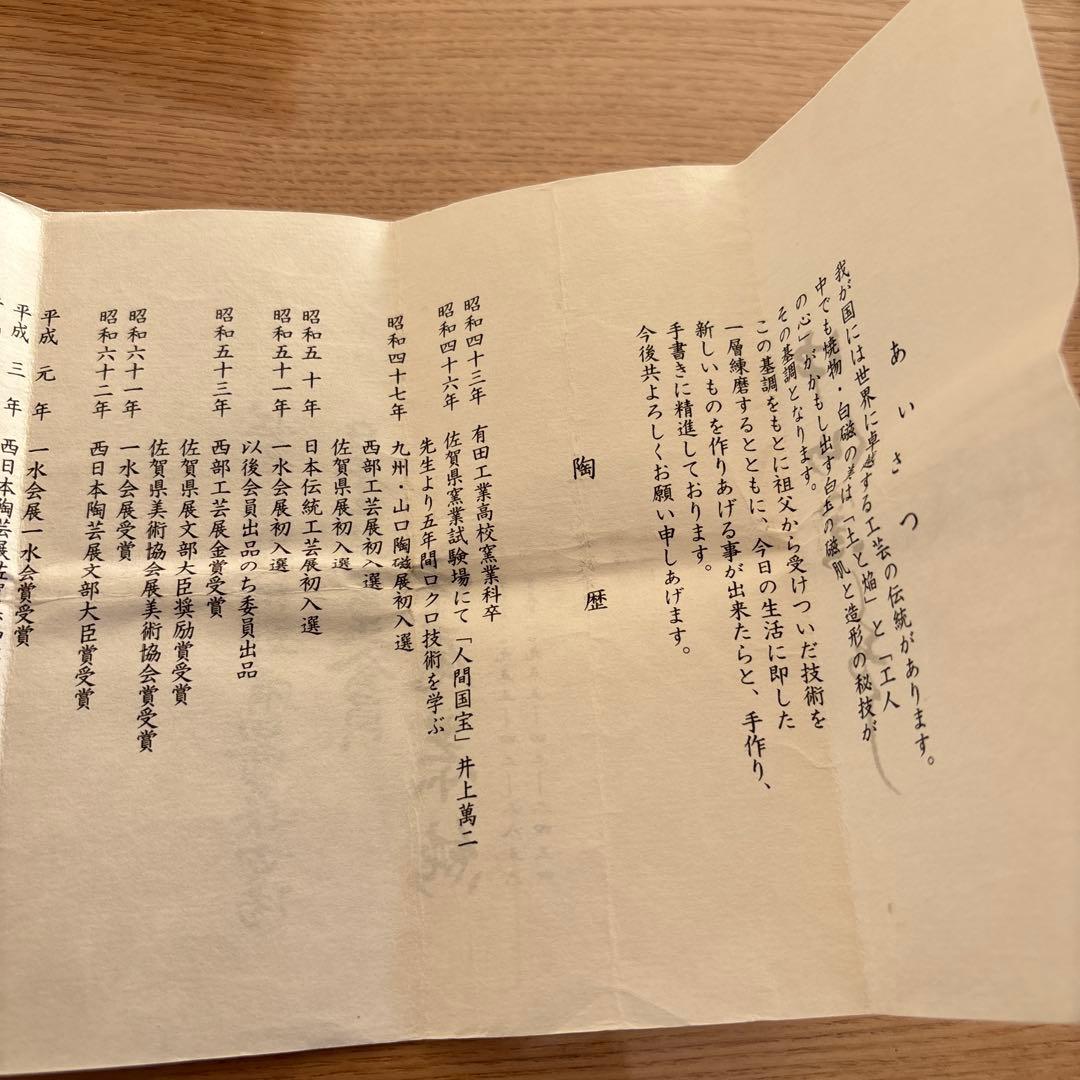 あいさつ
我が国には世界に卓越する工芸の伝統があります。
中でも焼物・白磁の美は「土と焔」と「工人
の心」がかもし出す白玉の磁肌と造形の秘技が
その基調となります。
この基調をもとに祖父から受けついだ技術を
一層練磨するとともに、今日の生活に即した
新しいものを作りあげる事が出来たらと、手作り、
手書きに精進しております。
今後共よろしくお願い申しあげます。
陶歴
昭和四十三年 有田工業高校窯業科卒
昭和四十六年 佐賀県窯業試験場にて「人間国宝」井上萬二
先生より五年間ロクロ技術を学ぶ
昭和四十七年 九州・山口陶磁展初入選
西部工芸展初入選
佐賀県展初入選
昭和五十年 日本伝統工芸展初入選
昭和五十一年 一水会展初入選
以後会員出品のち委員出品
昭和五十三年 西部工芸展金賞受賞
佐賀県展文部大臣奨励賞受賞
佐賀県美術協会展美術協会賞受賞
昭和六十一年 一水会展受賞
昭和六十二年 西日本陶芸展文部大臣賞受賞
平成元年 一水会展一水会賞受賞
平成三年 西日本陶芸展